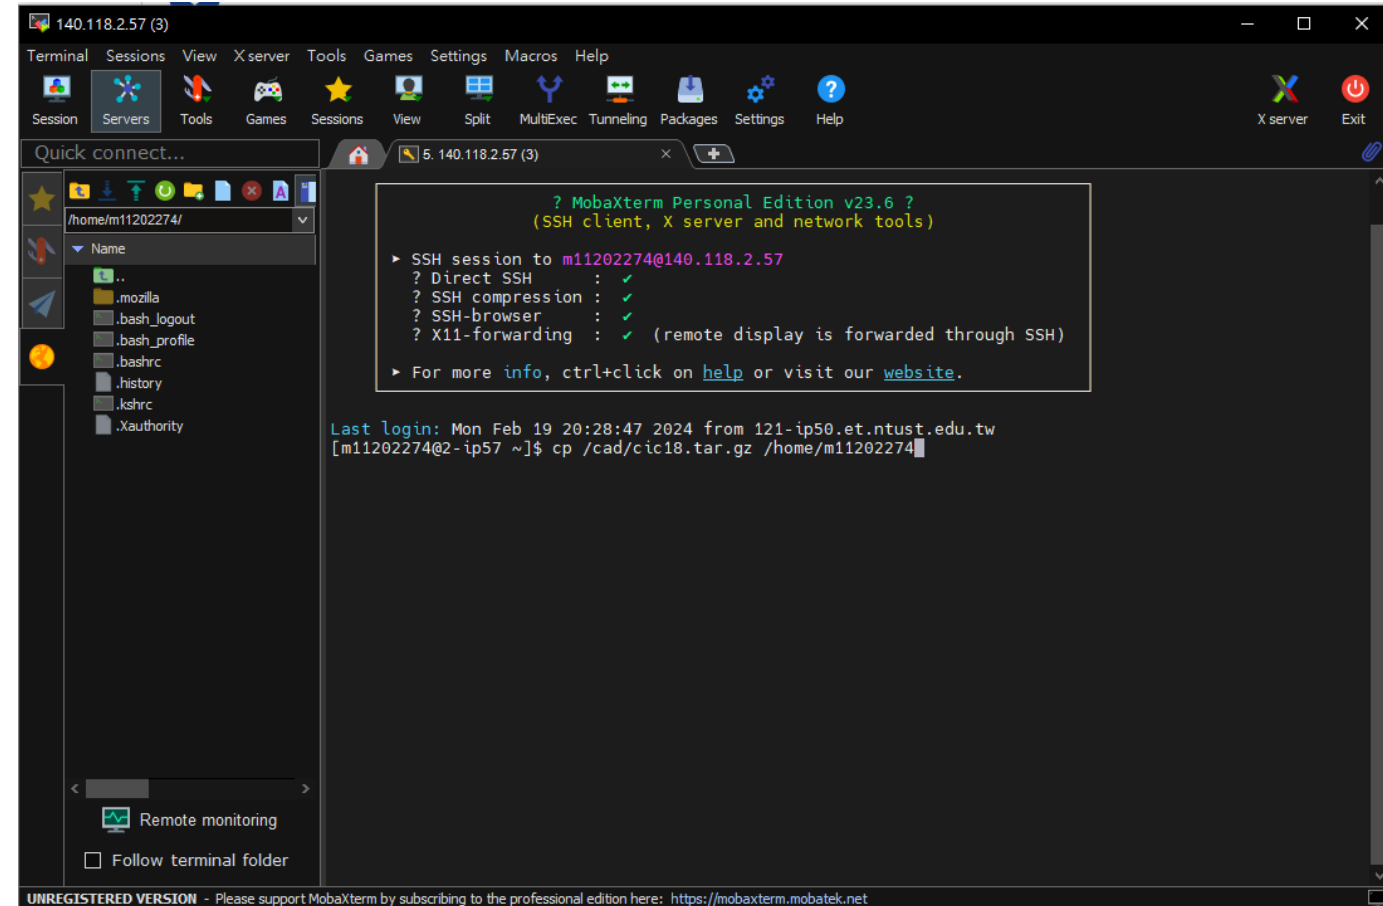 140.118.2.57 (3)
Terminal Sessions View X server Tools Games Settings Macros Help
Session Servers Tools Games Sessions View Split MultiExec Tunneling Packages Settings Help X server Exit
Quick connect...
5. 140.118.2.57 (3)
/home/m11202274/
Name
..
.mozilla
.bash_logout
.bash_profile
.bashrc
.history
.kshrc
.Xauthority
Remote monitoring
Follow terminal folder
? MobaXterm Personal Edition v23.6 ?
(SSH client, X server and network tools)
► SSH session to m11202274@140.118.2.57
? Direct SSH : ✔
? SSH compression : ✔
? SSH-browser : ✔
? X11-forwarding : ✔ (remote display is forwarded through SSH)
► For more info, ctrl+click on help or visit our website.
Last login: Mon Feb 19 20:28:47 2024 from 121-ip50.et.ntust.edu.tw
[m11202274@2-ip57 ~]$ cp /cad/cic18.tar.gz /home/m11202274
UNREGISTERED VERSION - Please support MobaXterm by subscribing to the professional edition here: https://mobaxterm.mobatek.net